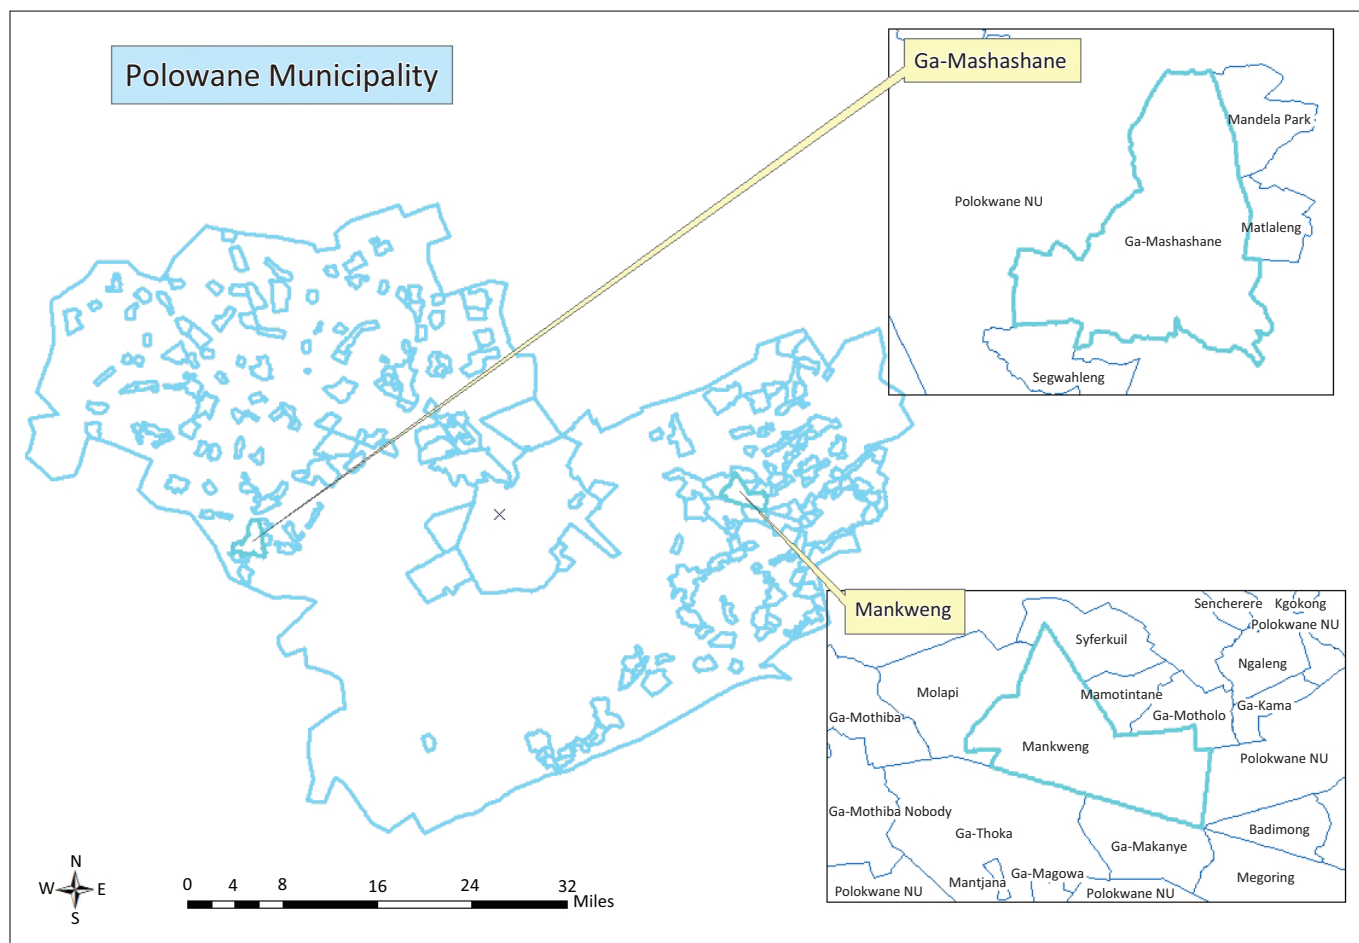 Polowane Municipality
Ga-Mashashane
Mandela Park
Polokwane NU
Matlaleng
Ga-Mashashane
Segwahleng
Mankweng
Sencherere Kgokong
Polokwane NU
Syferkuil
Ngaleng
Molapi
Mamotintane
Ga-Kama
Ga-Mothiba
Ga-Motholo
Mankweng
Polokwane NU
Ga-Mothiba Nobody
Badimong
Ga-Thoka
Ga-Makanye
Ga-Magowa
Megoring
Mantjana
Polokwane NU
Polokwane NU
N
W E
S
0 4 8 16 24 32
Miles